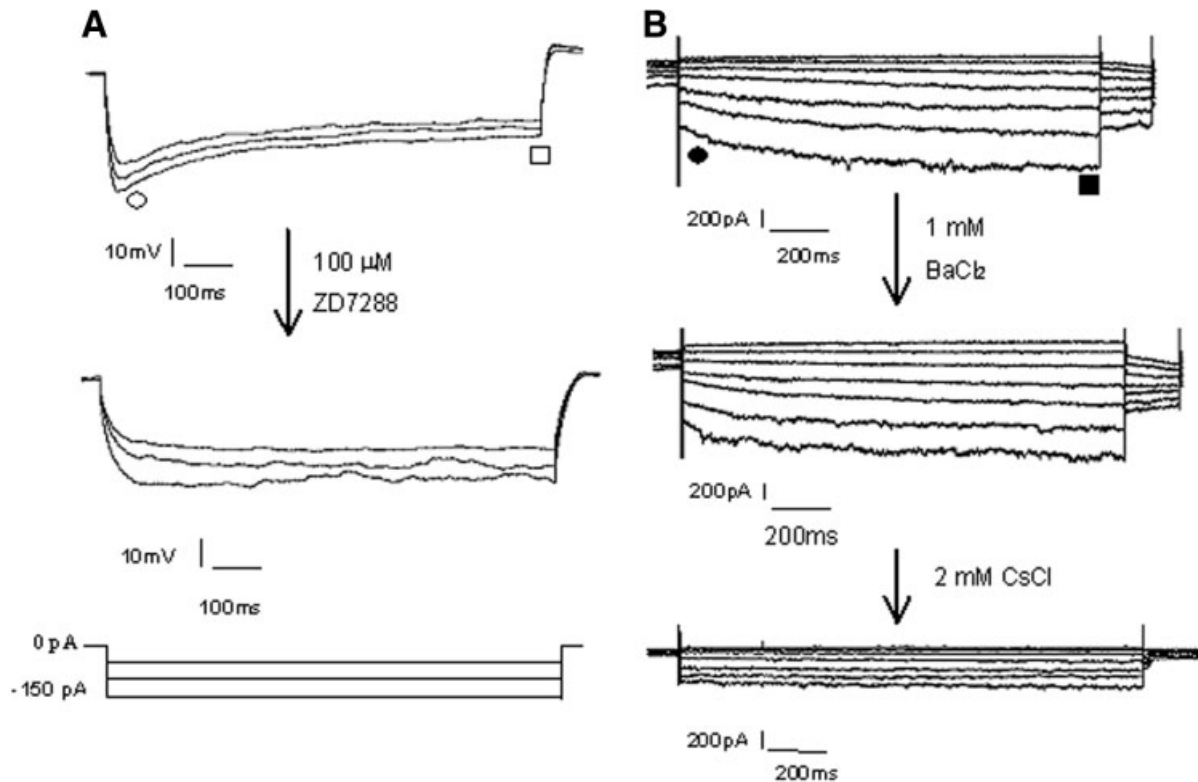 A
10mV
100ms
100 µM
ZD7288
10mV
100ms
0 pA
-150 pA
B
200pA
200ms
1 mM
BaCl₂
200pA
200ms
2 mM CsCl
200pA
200ms